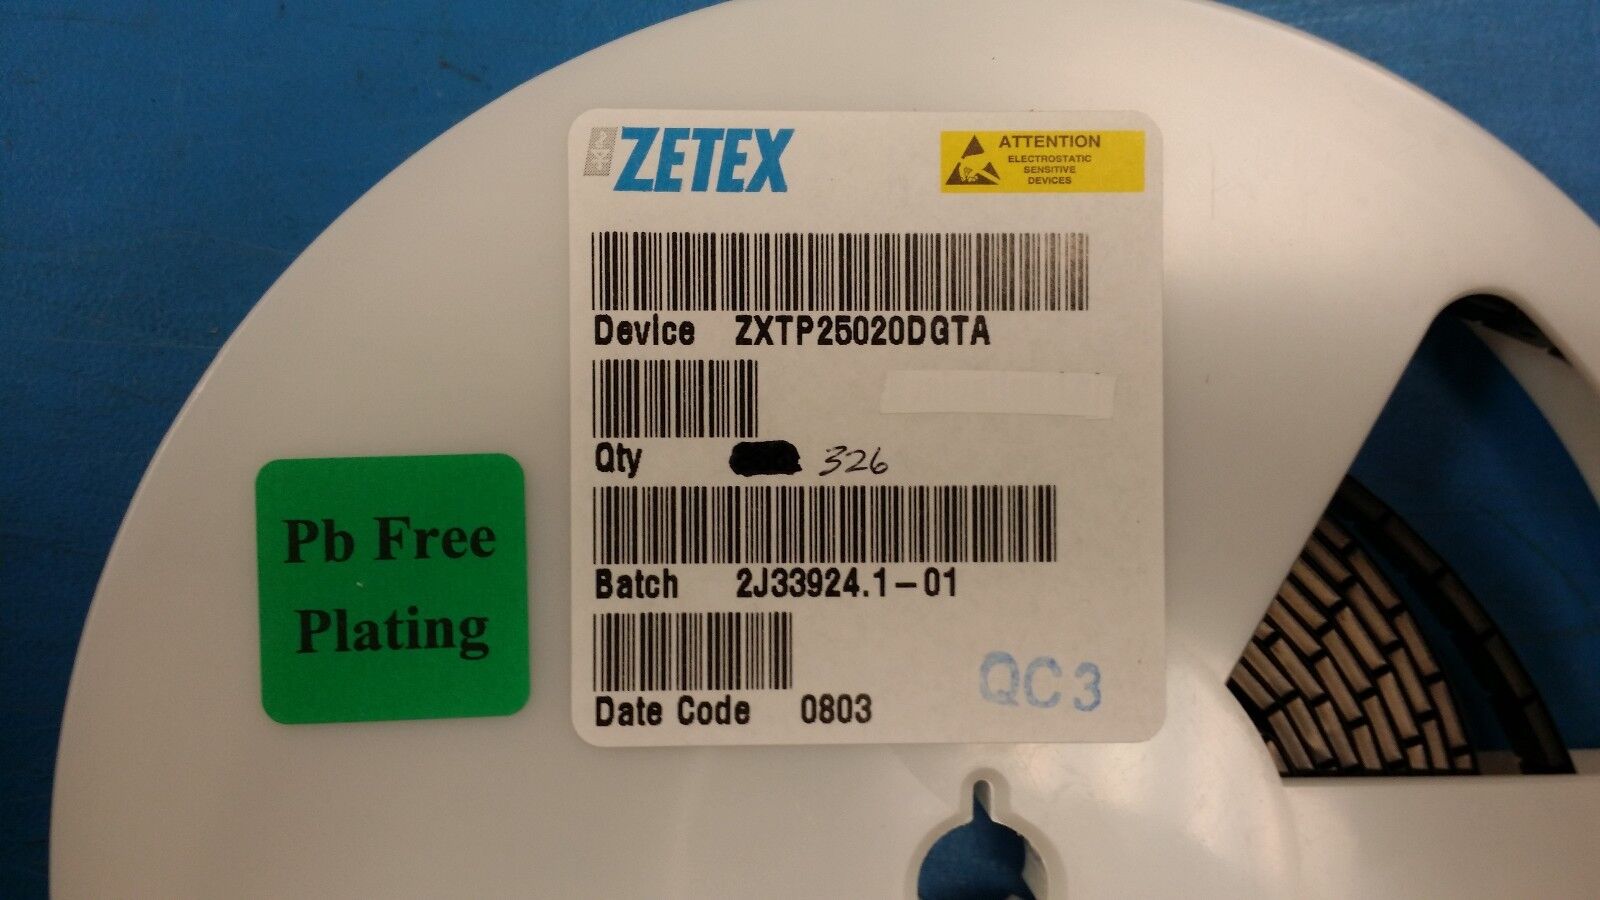 ZETEX
ATTENTION
ELECTROSTATIC
SENSITIVE
DEVICES
Device ZXTP25020DGTA
Qty 326
Batch 2J33924.1-01
Date Code 0803
QC3
Pb Free
Plating